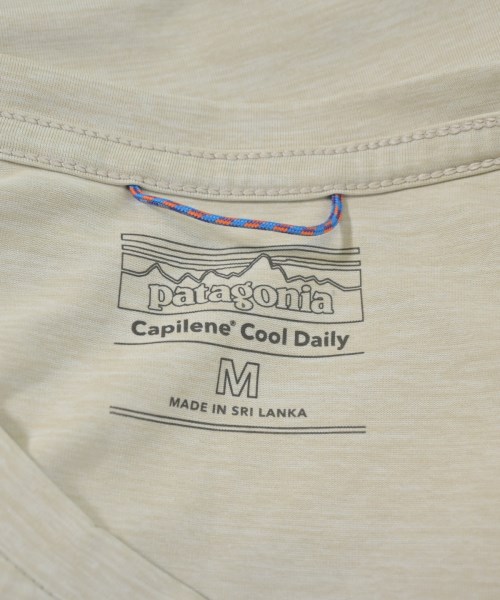 patagonia
Capilene® Cool Daily
M
MADE IN SRI LANKA